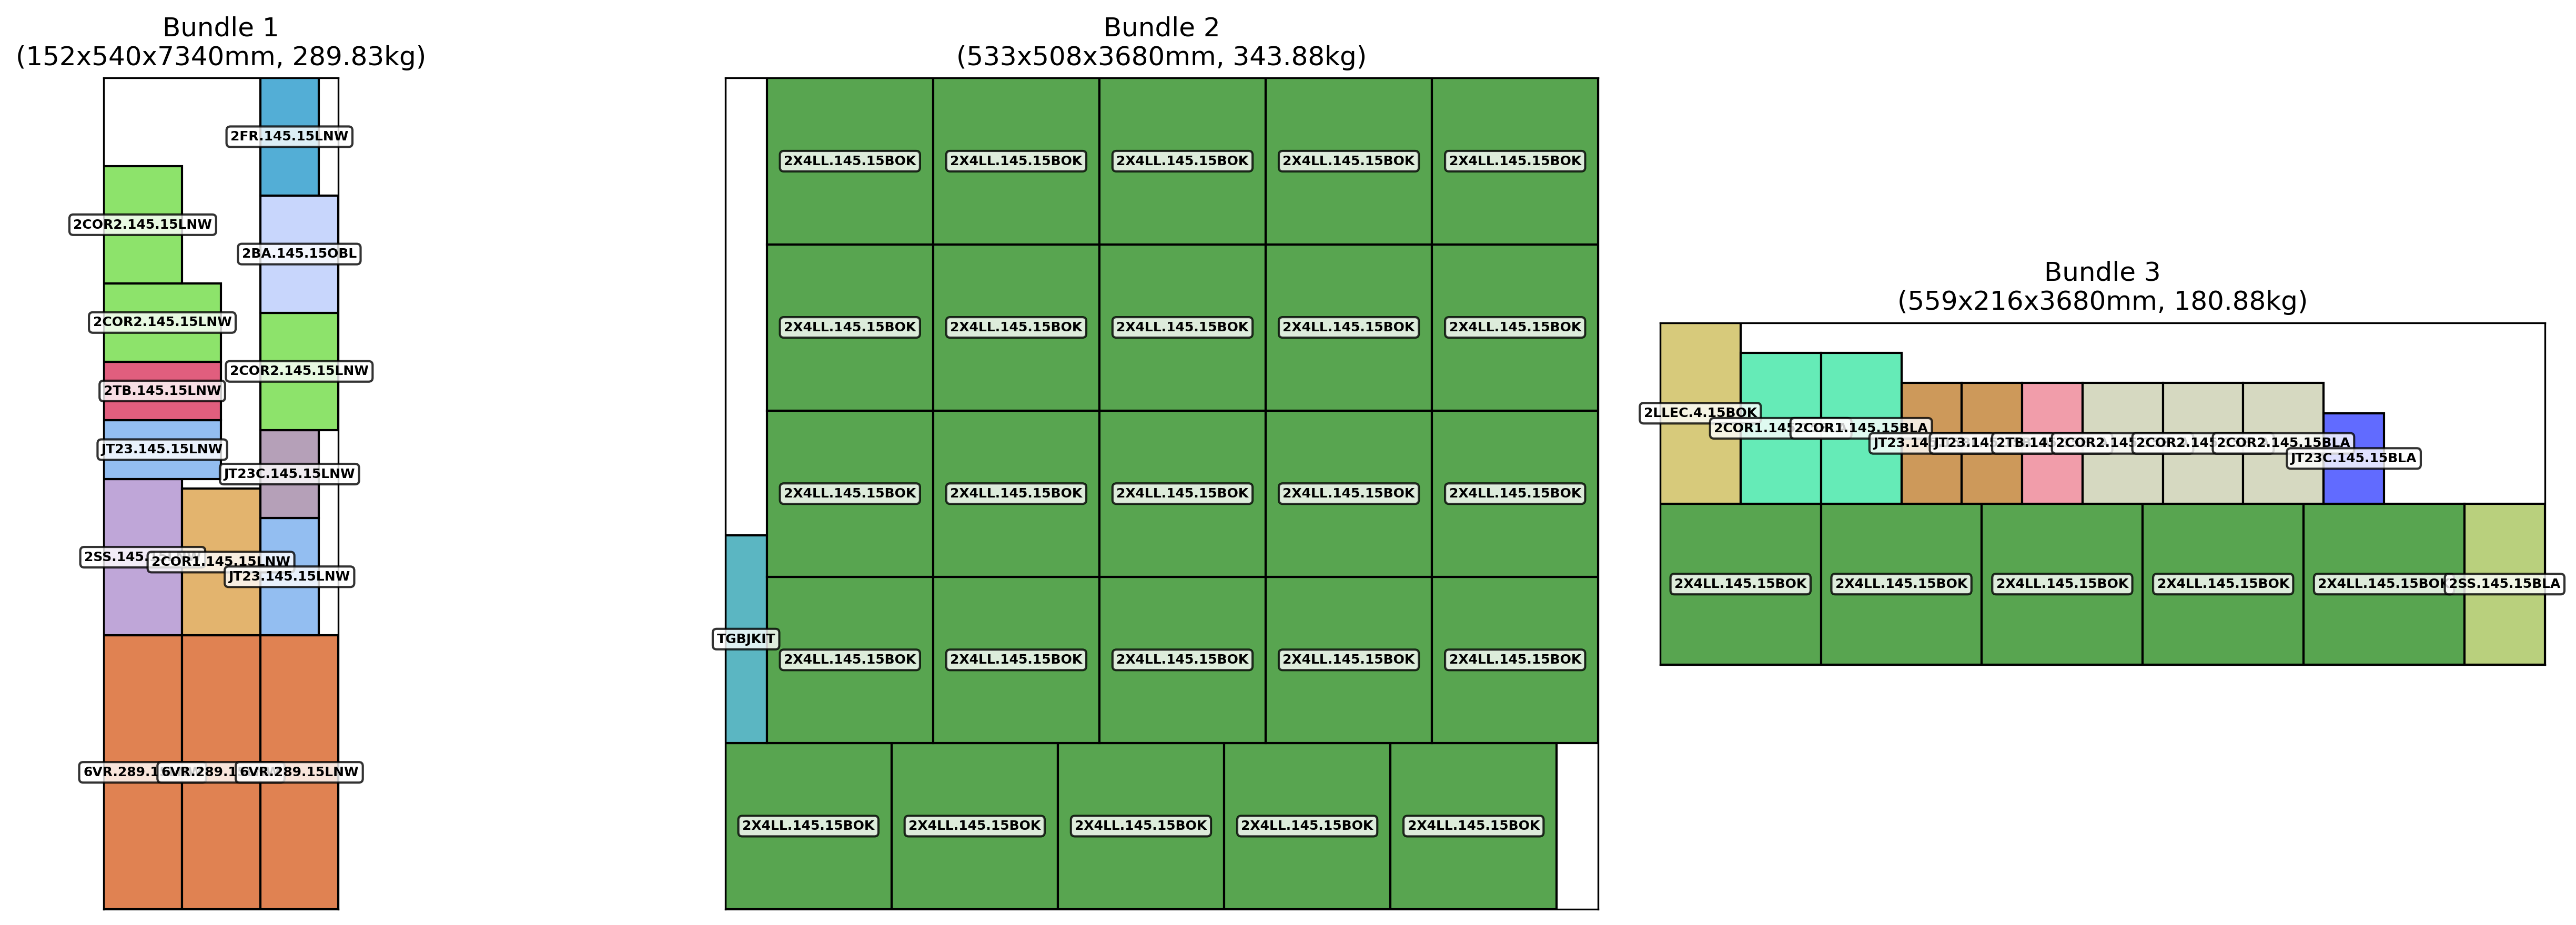 Bundle 1
(152x540x7340mm, 289.83kg)
2FR.145.15LNW
2COR2.145.15LNW
2BA.145.15OBL
2COR2.145.15LNW
2COR2.145.15LNW
2TB.145.15LNW
JT23.145.15LNW
JT23C.145.15LNW
2SS.145.
2COR1.145.15LNW
JT23.145.15LNW
6VR.289.1
6VR.289.1
6VR.289.15LNW
Bundle 2
(533x508x3680mm, 343.88kg)
2X4LL.145.15BOK 2X4LL.145.15BOK 2X4LL.145.15BOK 2X4LL.145.15BOK 2X4LL.145.15BOK
2X4LL.145.15BOK 2X4LL.145.15BOK 2X4LL.145.15BOK 2X4LL.145.15BOK 2X4LL.145.15BOK
2X4LL.145.15BOK 2X4LL.145.15BOK 2X4LL.145.15BOK 2X4LL.145.15BOK 2X4LL.145.15BOK
TGBJKIT
2X4LL.145.15BOK 2X4LL.145.15BOK 2X4LL.145.15BOK 2X4LL.145.15BOK 2X4LL.145.15BOK
2X4LL.145.15BOK 2X4LL.145.15BOK 2X4LL.145.15BOK 2X4LL.145.15BOK 2X4LL.145.15BOK
Bundle 3
(559x216x3680mm, 180.88kg)
2LLEC.4.15BOK
2COR1.145
2COR1.145.15BLA
JT23.14
JT23.145
2TB.145
2COR2.145
2COR2.145
2COR2.145.15BLA
JT23C.145.15BLA
2X4LL.145.15BOK 2X4LL.145.15BOK 2X4LL.145.15BOK 2X4LL.145.15BOK 2X4LL.145.15BOK 2SS.145.15BLA